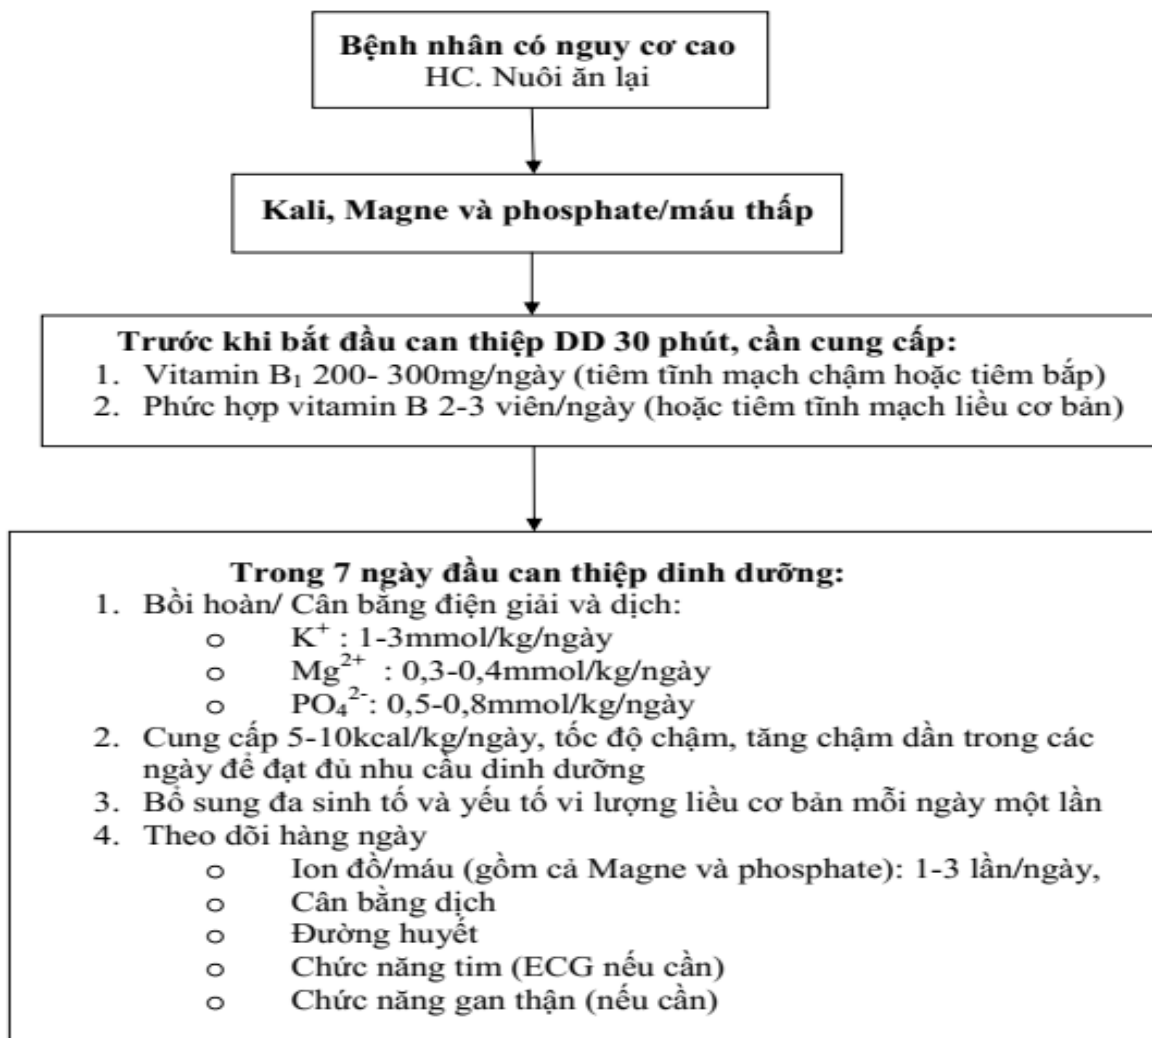 Bệnh nhân có nguy cơ cao
HC. Nuôi ăn lại
Kali, Magne và phosphate/máu thấp
Trước khi bắt đầu can thiệp DD 30 phút, cần cung cấp:
1. Vitamin B₁ 200- 300mg/ngày (tiêm tĩnh mạch chậm hoặc tiêm bắp)
2. Phức hợp vitamin B 2-3 viên/ngày (hoặc tiêm tĩnh mạch liều cơ bản)
Trong 7 ngày đầu can thiệp dinh dưỡng:
1. Bồi hoàn/ Cân bằng điện giải và dịch:
o K⁺ : 1-3mmol/kg/ngày
o Mg²⁺ : 0,3-0,4mmol/kg/ngày
o PO₄²⁻: 0,5-0,8mmol/kg/ngày
2. Cung cấp 5-10kcal/kg/ngày, tốc độ chậm, tăng chậm dần trong các
ngày để đạt đủ nhu cầu dinh dưỡng
3. Bổ sung đa sinh tố và yếu tố vi lượng liều cơ bản mỗi ngày một lần
4. Theo dõi hàng ngày
o Ion đồ/máu (gồm cả Magne và phosphate): 1-3 lần/ngày,
o Cân bằng dịch
o Đường huyết
o Chức năng tim (ECG nếu cần)
o Chức năng gan thận (nếu cần)